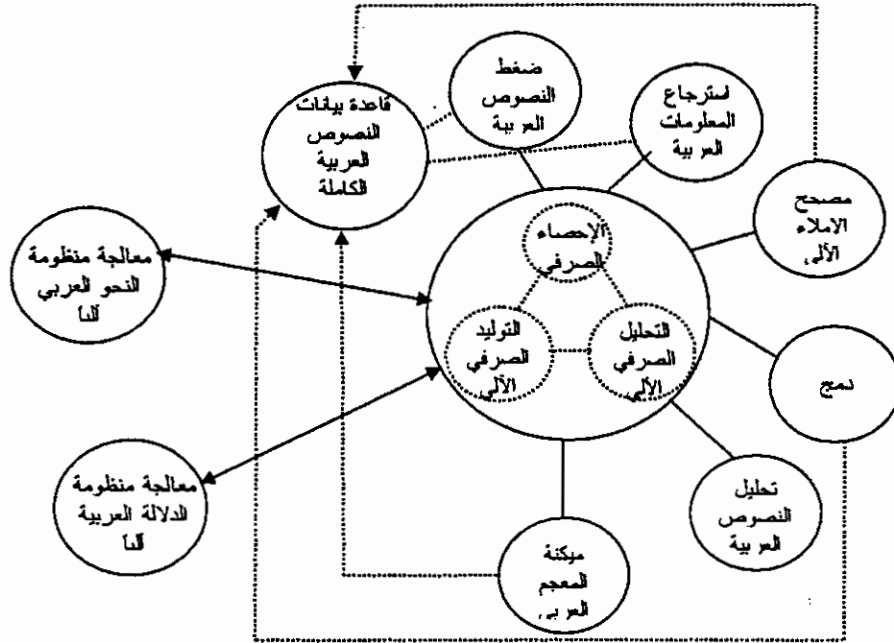 ضغط
النصوص
العربية
استرجاع
المعلومات
العربية
قاعدة بيانات
النصوص
العربية
الكاملة
مصحح
الاملاء
الآلي
الإحصاء
الصرفي
معالجة منظومة
النحو العربي
آليا
التوليد
الصرفي
الآلي
التحليل
الصرفي
الآلي
دمج
معالجة منظومة
الدلالة العربية
آليا
تحليل
النصوص
العربية
ميكنة
المعجم
العربي